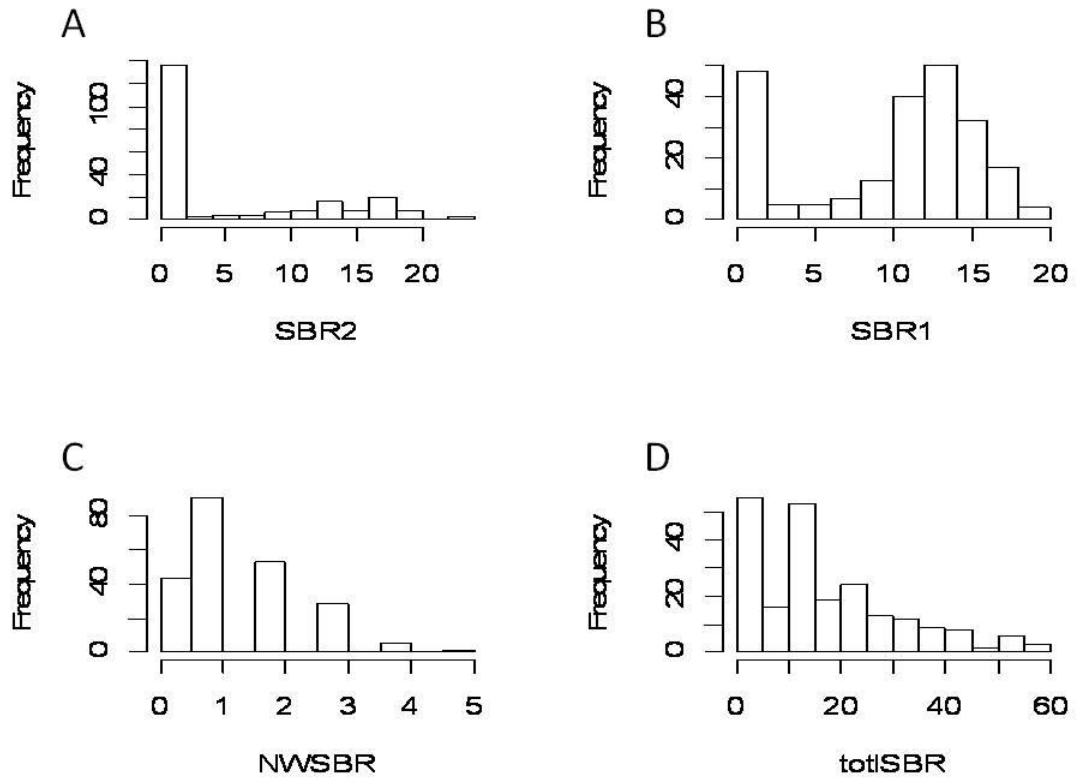 A
Frequency
0 40 100
0 5 10 15 20
SBR2
B
Frequency
0 20 40
0 5 10 15 20
SBR1
C
Frequency
0 40 80
0 1 2 3 4 5
NWSBR
D
Frequency
0 20 40
0 20 40 60
totlSBR